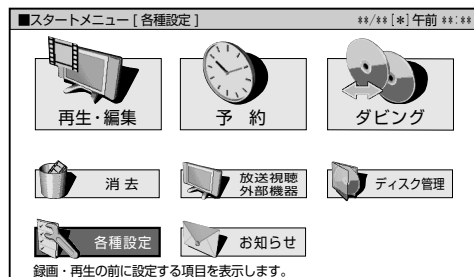 ■スタートメニュー [ 各種設定 ]
**/** [*] 午前 **:**
再生・編集
予 約
ダビング
消 去
放送視聴
外部機器
ディスク管理
各種設定
お知らせ
録画・再生の前に設定する項目を表示します。